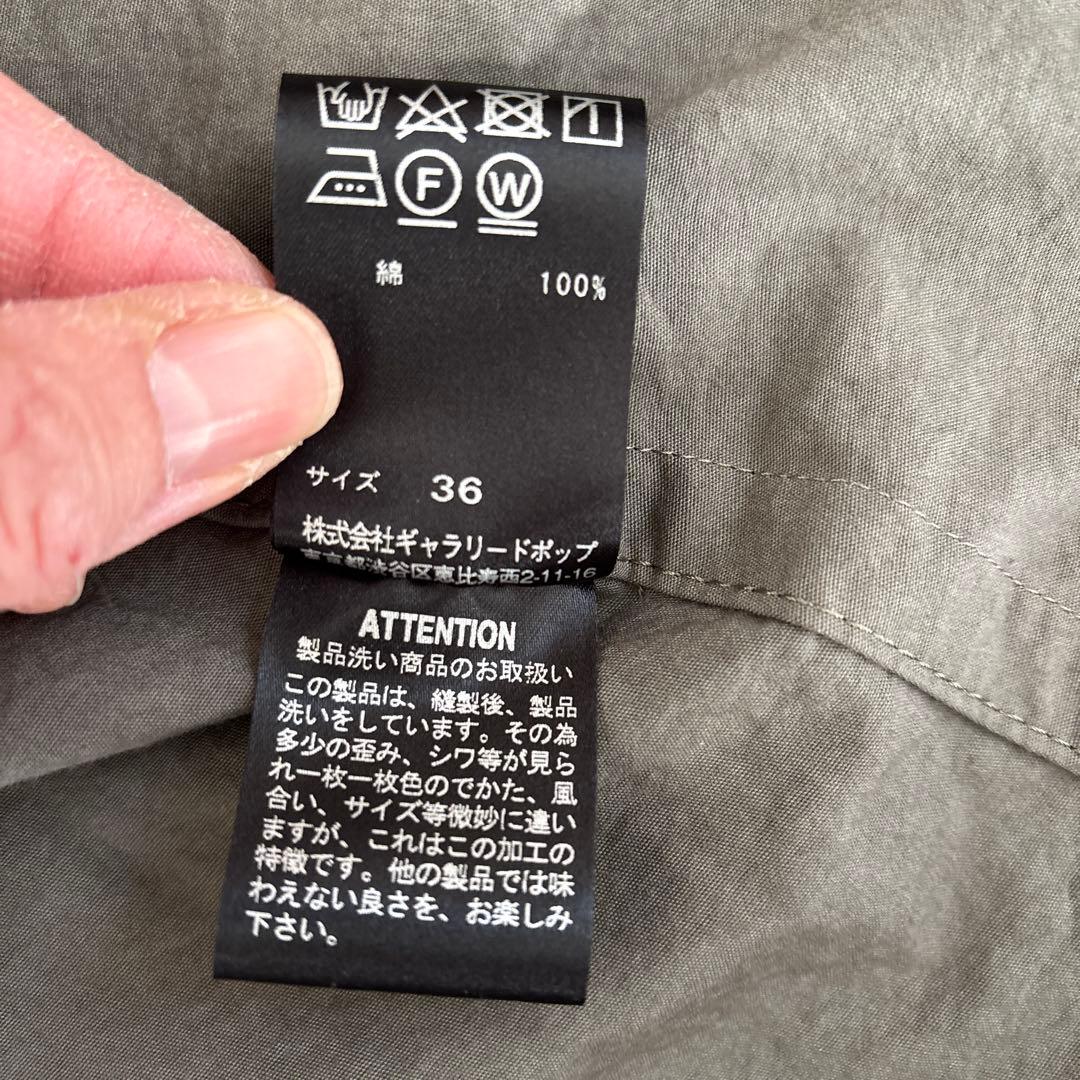 F W
綿 100%
サイズ 36
株式会社ギャラリードポップ
東京都渋谷区恵比寿西2-11-16
ATTENTION
製品洗い商品のお取扱い
この製品は、縫製後、製品
洗いをしています。その為
多少の歪み、シワ等が見ら
れ一枚一枚色のでかた、風
合い、サイズ等微妙に違い
ますが、これはこの加工の
特徴です。他の製品では味
わえない良さを、お楽しみ
下さい。